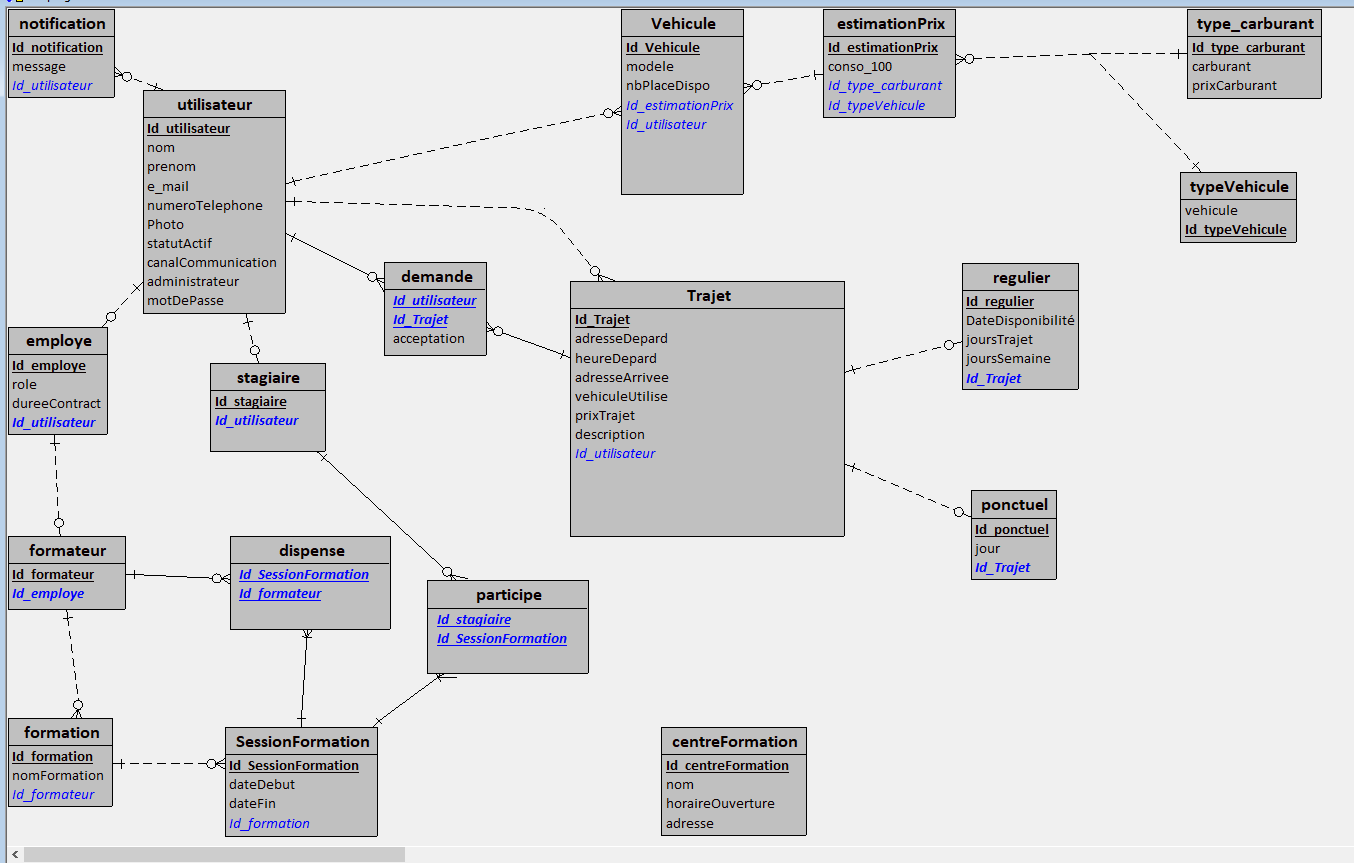 notification
Id_notification
message
Id_utilisateur
utilisateur
Id_utilisateur
nom
prenom
e_mail
numeroTelephone
Photo
statutActif
canalCommunication
administrateur
motDePasse
Vehicule
Id_Vehicule
modele
nbPlaceDispo
Id_estimationPrix
Id_utilisateur
estimationPrix
Id_estimationPrix
conso_100
Id_type_carburant
Id_typeVehicule
type_carburant
Id_type_carburant
carburant
prixCarburant
typeVehicule
vehicule
Id_typeVehicule
demande
Id_utilisateur
Id_Trajet
acceptation
Trajet
Id_Trajet
adresseDepard
heureDepard
adresseArrivee
vehiculeUtilise
prixTrajet
description
Id_utilisateur
regulier
Id_regulier
DateDisponibilité
joursTrajet
joursSemaine
Id_Trajet
ponctuel
Id_ponctuel
jour
Id_Trajet
employe
Id_employe
role
dureeContract
Id_utilisateur
stagiaire
Id_stagiaire
Id_utilisateur
formateur
Id_formateur
Id_employe
dispense
Id_SessionFormation
Id_formateur
participe
Id_stagiaire
Id_SessionFormation
formation
Id_formation
nomFormation
Id_formateur
SessionFormation
Id_SessionFormation
dateDebut
dateFin
Id_formation
centreFormation
Id_centreFormation
nom
horaireOuverture
adresse